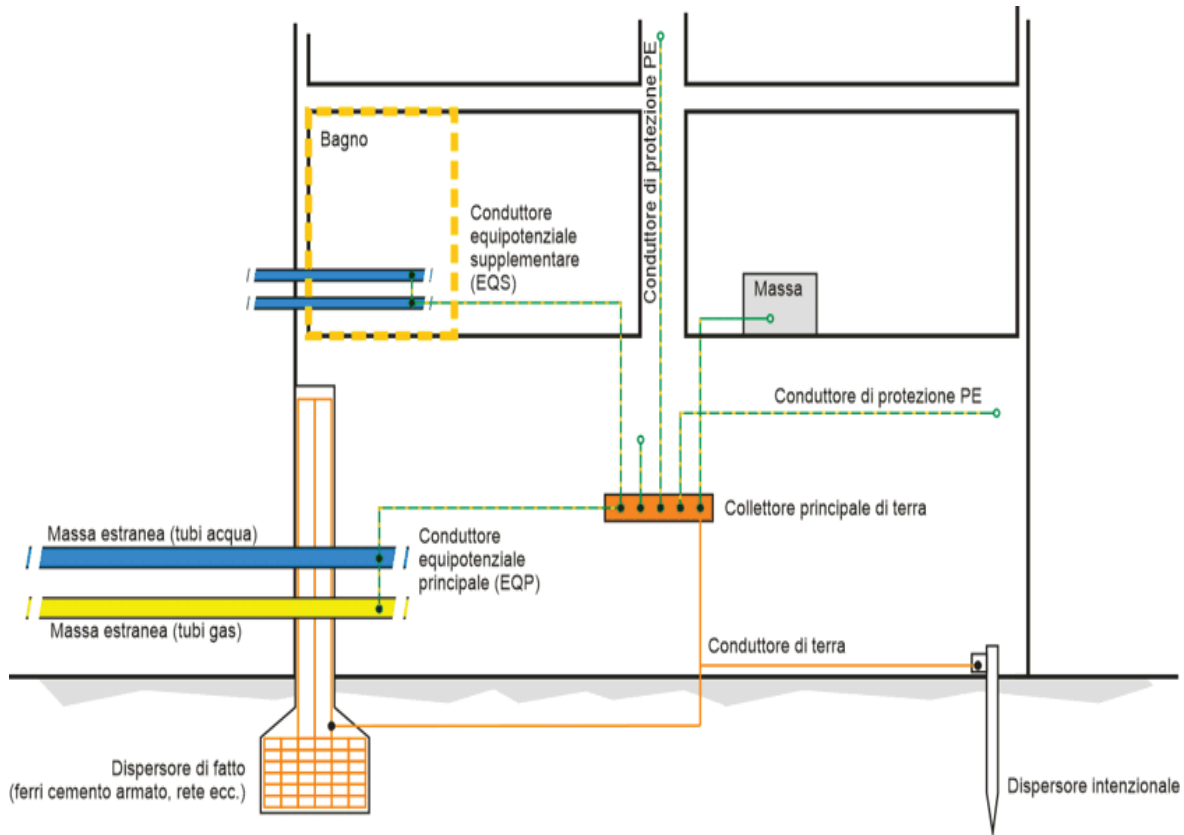 Conduttore di protezione PE
Bagno
Conduttore
equipotenziale
supplementare
(EQS)
Massa
Conduttore di protezione PE
Collettore principale di terra
Massa estranea (tubi acqua)
Conduttore
equipotenziale
principale (EQP)
Massa estranea (tubi gas)
Conduttore di terra
Dispersore di fatto
(ferri cemento armato, rete ecc.)
Dispersore intenzionale